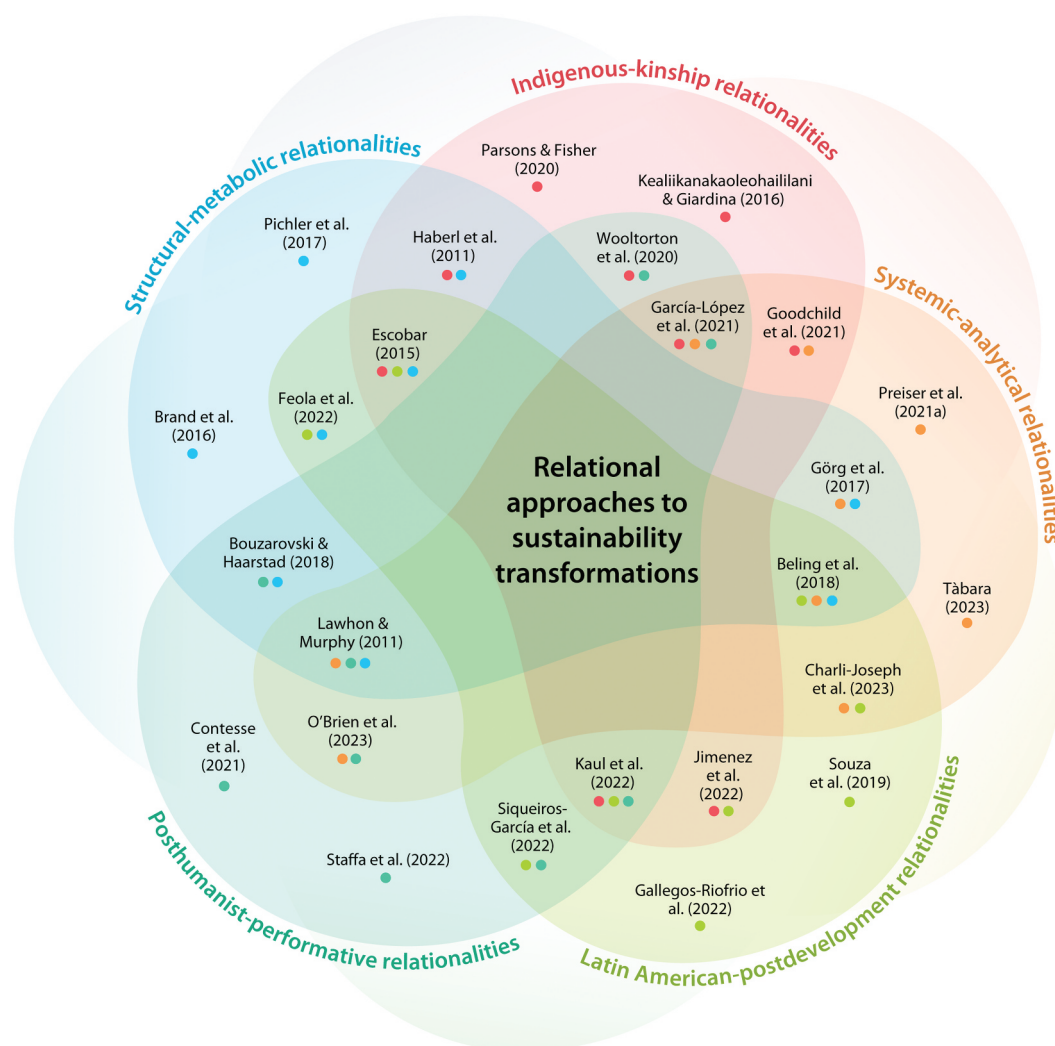 Indigenous-kinship relationalities
Structural-metabolic relationalities
Systemic-analytical relationalities
Parsons & Fisher
(2020)
Kealiikanakaoleohaililani
& Giardina (2016)
Pichler et al.
(2017)
Haberl et al.
(2011)
Wooltorton
et al. (2020)
García-López
et al. (2021)
Goodchild
et al. (2021)
Escobar
(2015)
Preiser et al.
(2021a)
Feola et al.
(2022)
Brand et al.
(2016)
Görg et al.
(2017)
Relational
approaches to
sustainability
transformations
Bouzarovski &
Haarstad (2018)
Beling et al.
(2018)
Tàbara
(2023)
Lawhon &
Murphy (2011)
Charli-Joseph
et al. (2023)
O’Brien et al.
(2023)
Contesse
et al.
(2021)
Kaul et al.
(2022)
Jimenez
et al.
(2022)
Souza
et al. (2019)
Siqueiros-
García et al.
(2022)
Staffa et al. (2022)
Gallegos-Riofrio et
al. (2022)
Posthumanist-performative relationalities
Latin American-postdevelopment relationalities